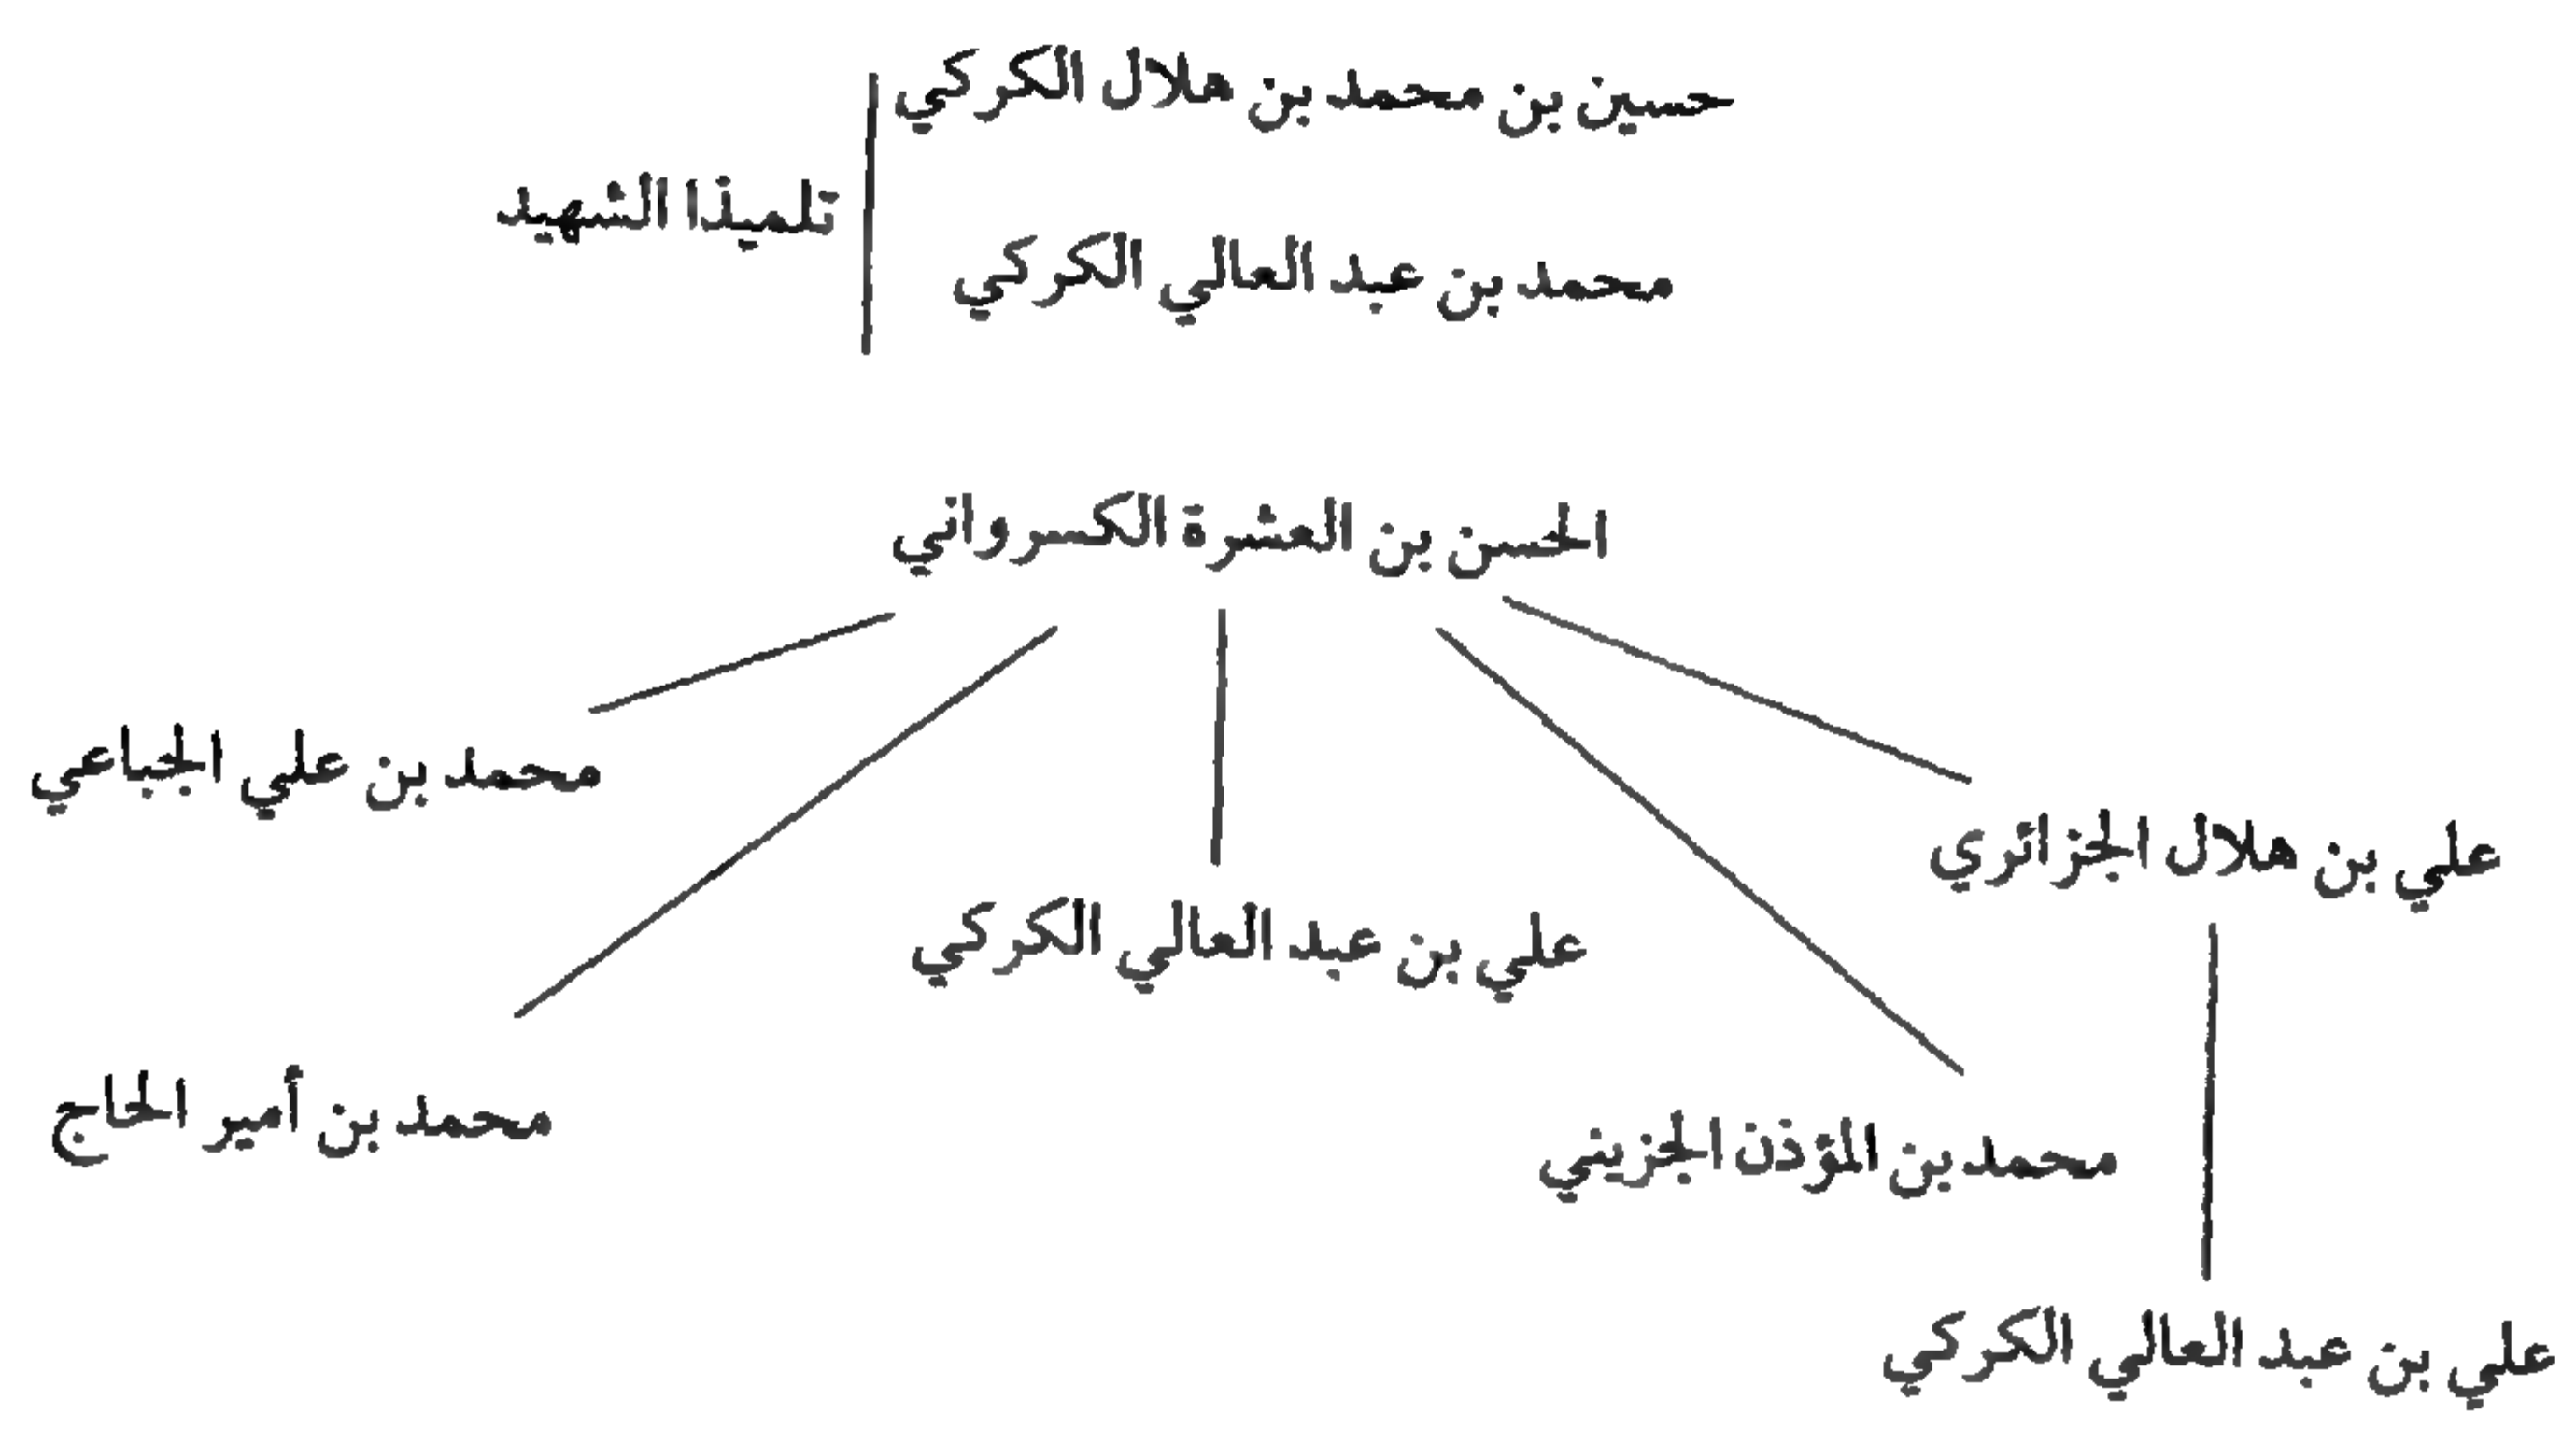 حسين بن محمد بن هلال الكركي
تلميذا الشهيد
محمد بن عبد العالي الكركي
الحسن بن العشرة الكسرواني
محمد بن علي الجباعي
علي بن هلال الجزائري
علي بن عبد العالي الكركي
محمد بن أمير الحاج
محمد بن المؤذن الجزيني
علي بن عبد العالي الكركي